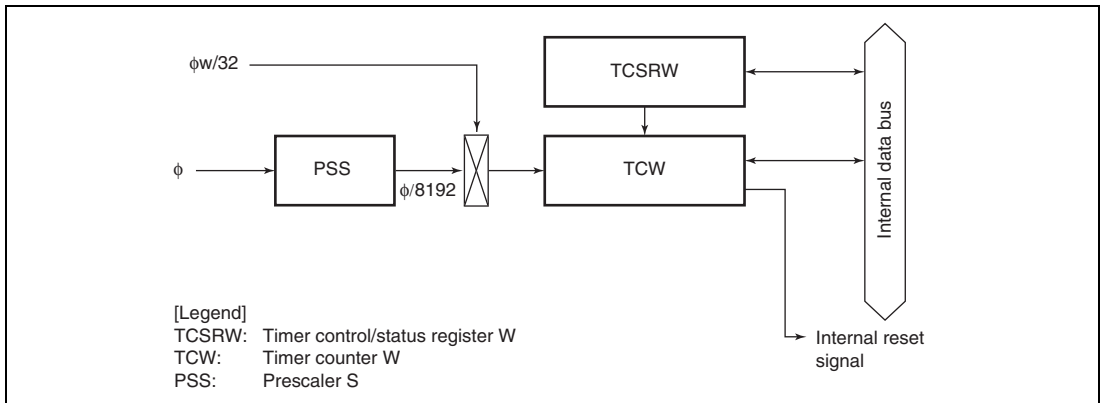 φw/32
TCSRW
φ
PSS
φ/8192
TCW
Internal data bus
[Legend]
TCSRW: Timer control/status register W
TCW: Timer counter W
PSS: Prescaler S
Internal reset
signal